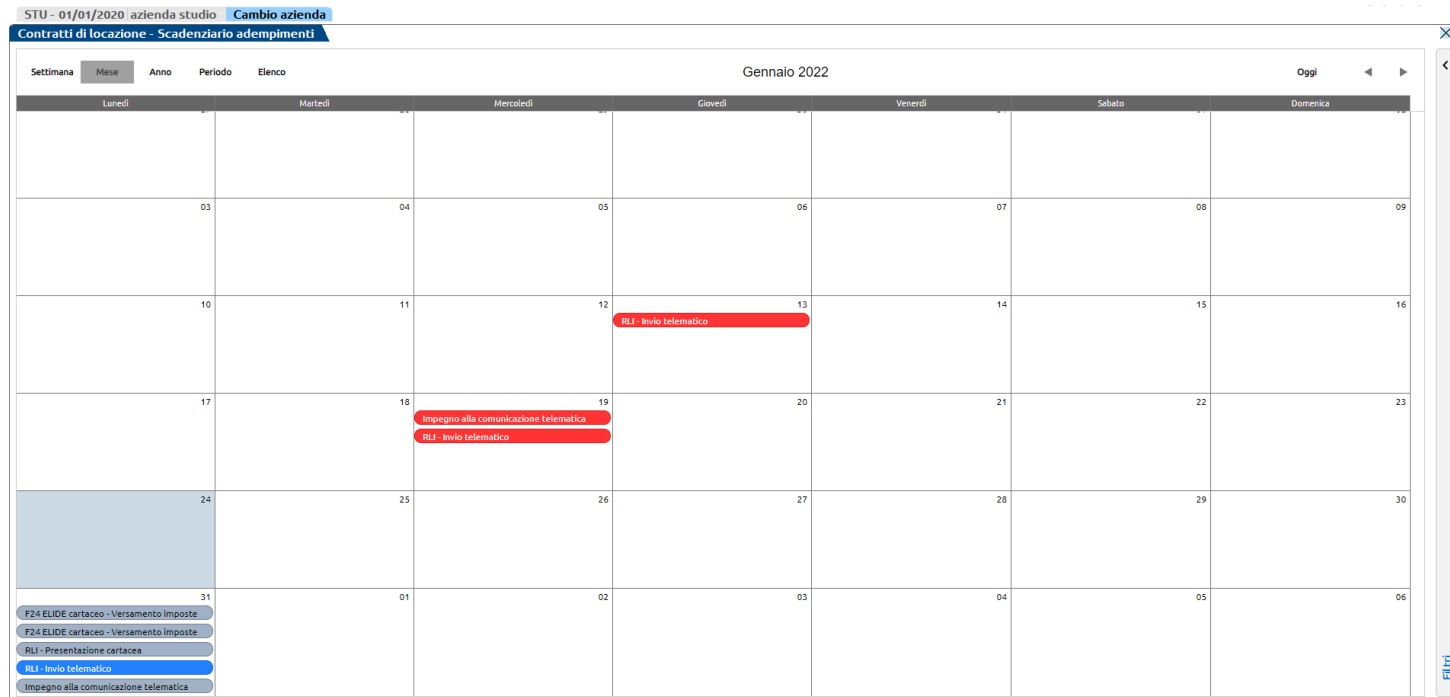 STU - 01/01/2020 azienda studio Cambio azienda
Contratti di locazione - Scadenziario adempimenti
Settimana Mese Anno Periodo Elenco Gennaio 2022 Oggi
Lunedì Martedì Mercoledì Giovedì Venerdì Sabato Domenica
03 04 05 06 07 08 09
10 11 12 13 14 15 16
RLI - Invio telematico
17 18 19 20 21 22 23
Impegno alla comunicazione telematica
RLI - Invio telematico
24 25 26 27 28 29 30
31 01 02 03 04 05 06
F24 ELIDE cartaceo - Versamento imposte
F24 ELIDE cartaceo - Versamento imposte
RLI - Presentazione cartacea
RLI - Invio telematico
Impegno alla comunicazione telematica
Filtri